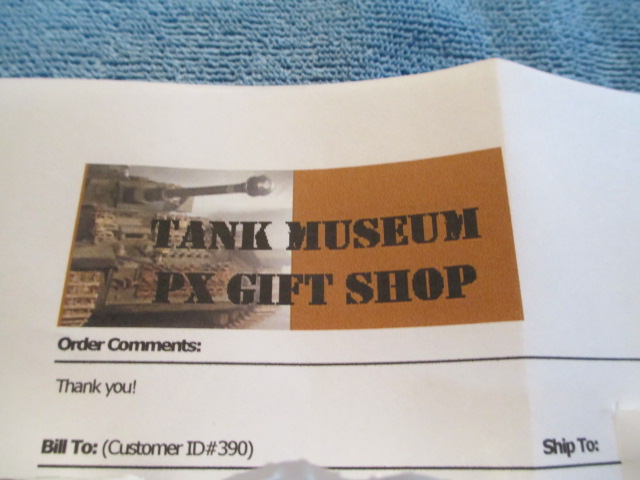 TANK MUSEUM
PX GIFT SHOP
Order Comments:
Thank you!
Bill To: (Customer ID#390)
Ship To: